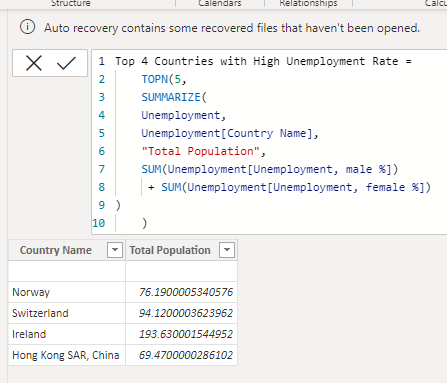 Structure Calendars Relationships Calcu
Auto recovery contains some recovered files that haven't been opened.
1 Top 4 Countries with High Unemployment Rate =
2 TOPN(5,
3 SUMMARIZE(
4 Unemployment,
5 Unemployment[Country Name],
6 "Total Population",
7 SUM(Unemployment[Unemployment, male %])
8 + SUM(Unemployment[Unemployment, female %])
9 )
10 )
Country Name Total Population
Norway 76.1900005340576
Switzerland 94.1200003623962
Ireland 193.630001544952
Hong Kong SAR, China 69.4700000286102